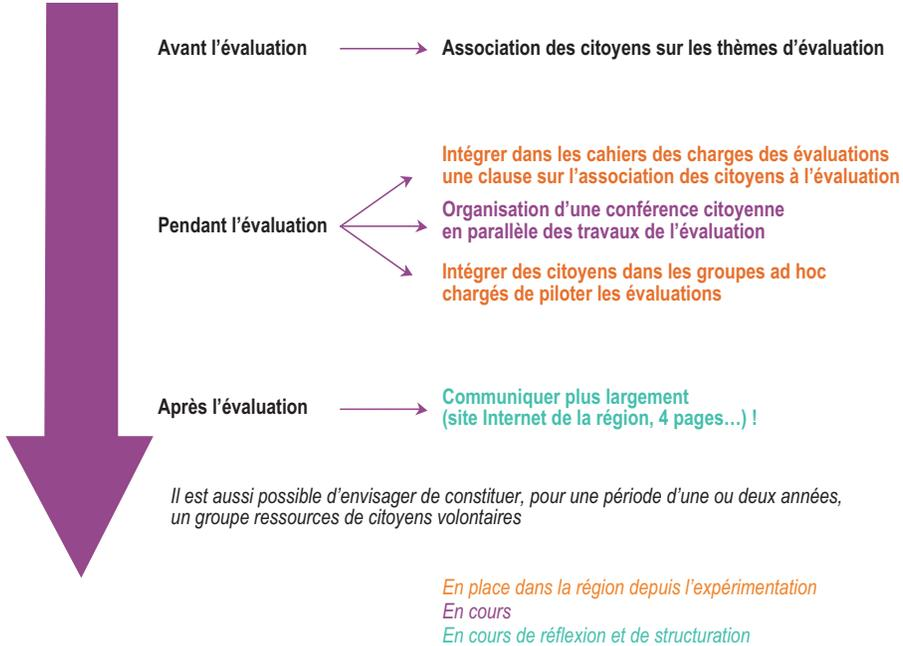 Avant l’évaluation
Association des citoyens sur les thèmes d’évaluation
Intégrer dans les cahiers des charges des évaluations
une clause sur l’association des citoyens à l’évaluation
Pendant l’évaluation
Organisation d’une conférence citoyenne
en parallèle des travaux de l’évaluation
Intégrer des citoyens dans les groupes ad hoc
chargés de piloter les évaluations
Après l’évaluation
Communiquer plus largement
(site Internet de la région, 4 pages…) !
Il est aussi possible d’envisager de constituer, pour une période d’une ou deux années,
un groupe ressources de citoyens volontaires
En place dans la région depuis l’expérimentation
En cours
En cours de réflexion et de structuration